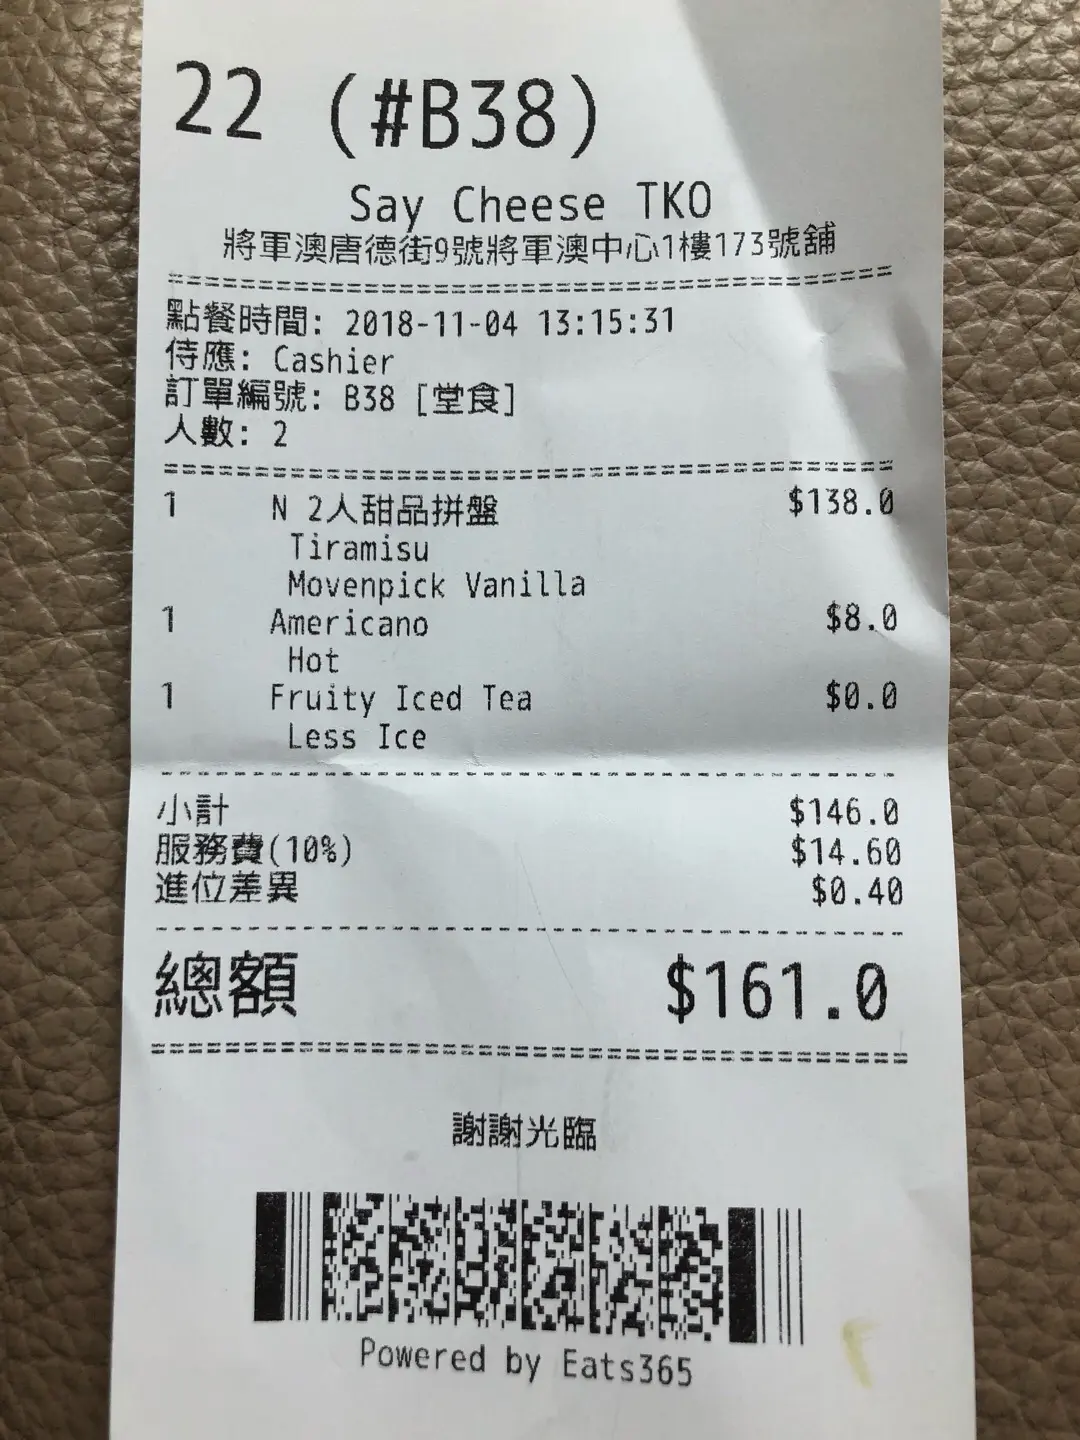 22 (#B38)
Say Cheese TKO
將軍澳唐德街9號將軍澳中心1樓173號舖
點餐時間: 2018-11-04 13:15:31
侍應: Cashier
訂單編號: B38 [堂食]
人數: 2
1 N 2人甜品拼盤 $138.0
Tiramisu
Movenpick Vanilla
1 Americano $8.0
Hot
1 Fruity Iced Tea $0.0
Less Ice
小計 $146.0
服務費(10%) $14.60
進位差異 $0.40
總額 $161.0
謝謝光臨
Powered by Eats365